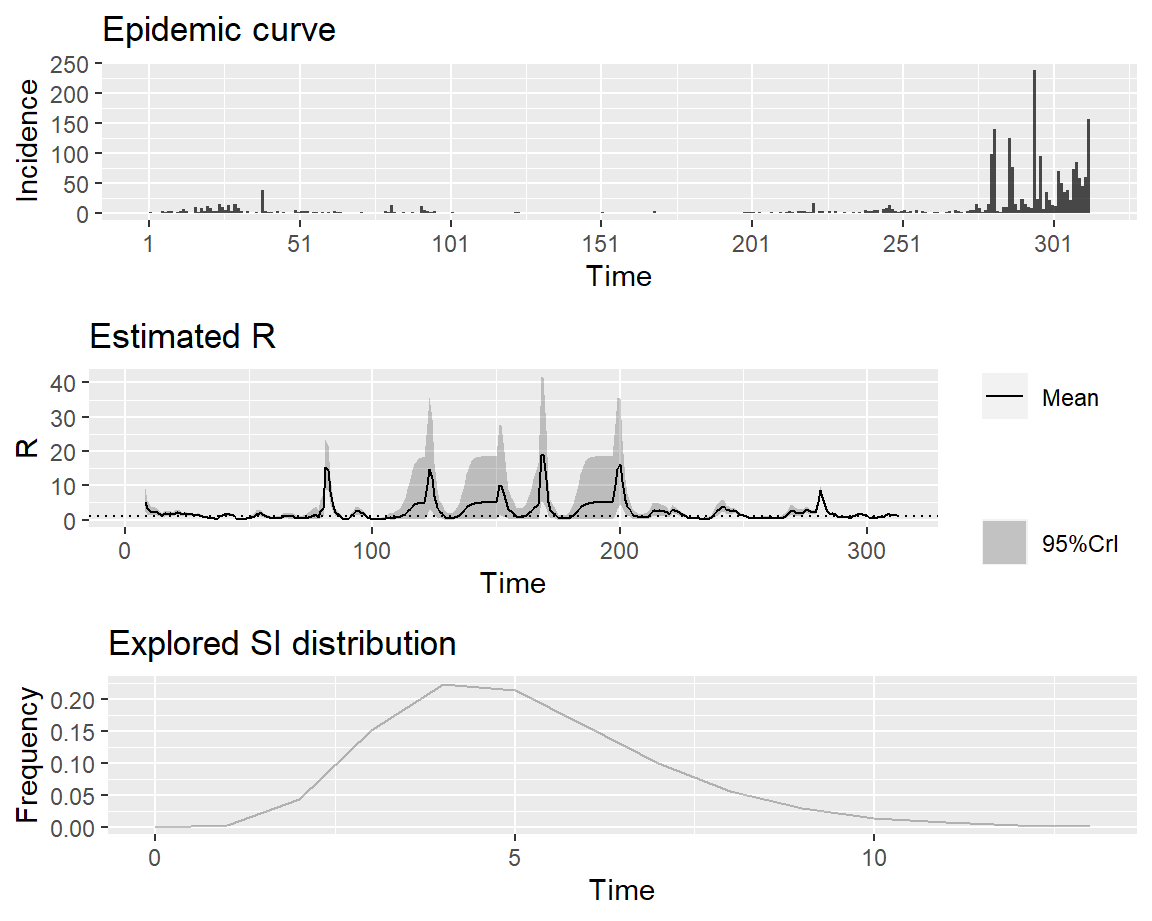 Epidemic curve
Incidence
250
200
150
100
50
0
1 51 101 151 201 251 301
Time
Estimated R
R
40
30
20
10
0
0 100 200 300
Time
Mean
95%CrI
Explored SI distribution
Frequency
0.20
0.15
0.10
0.05
0.00
0 5 10
Time